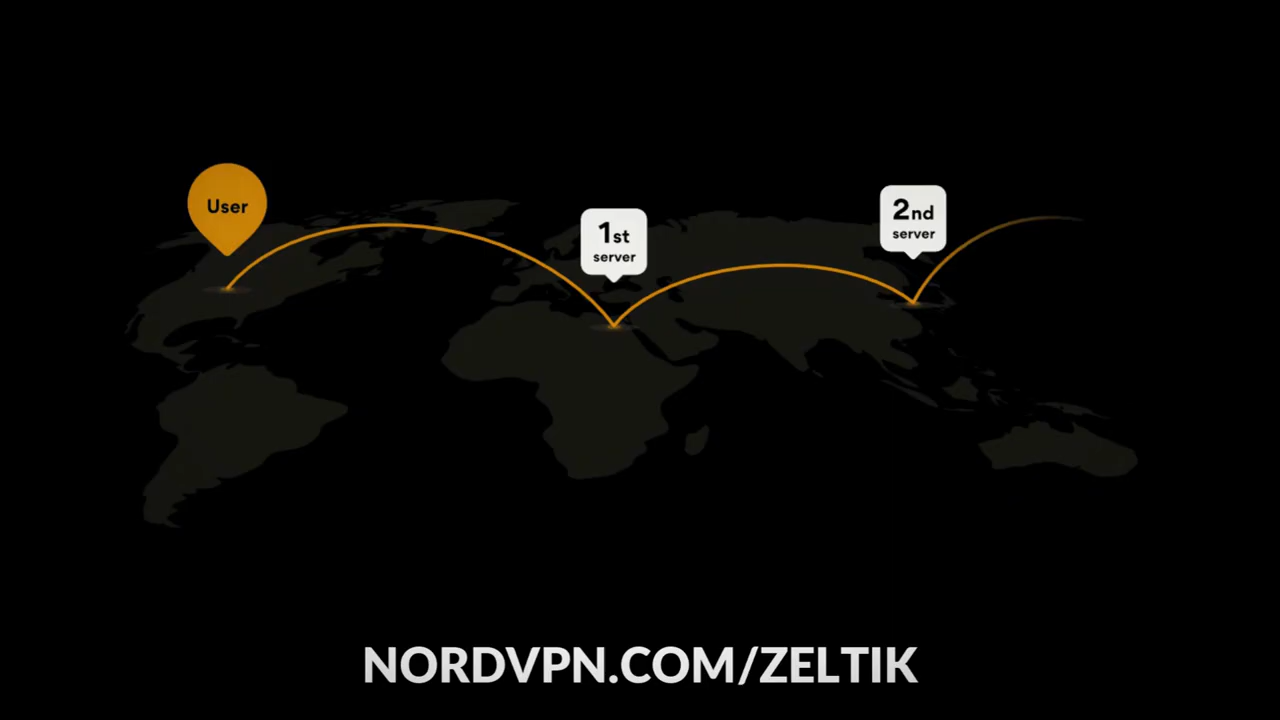 User
1st
server
2nd
server
NORDVPN.COM/ZELTIK